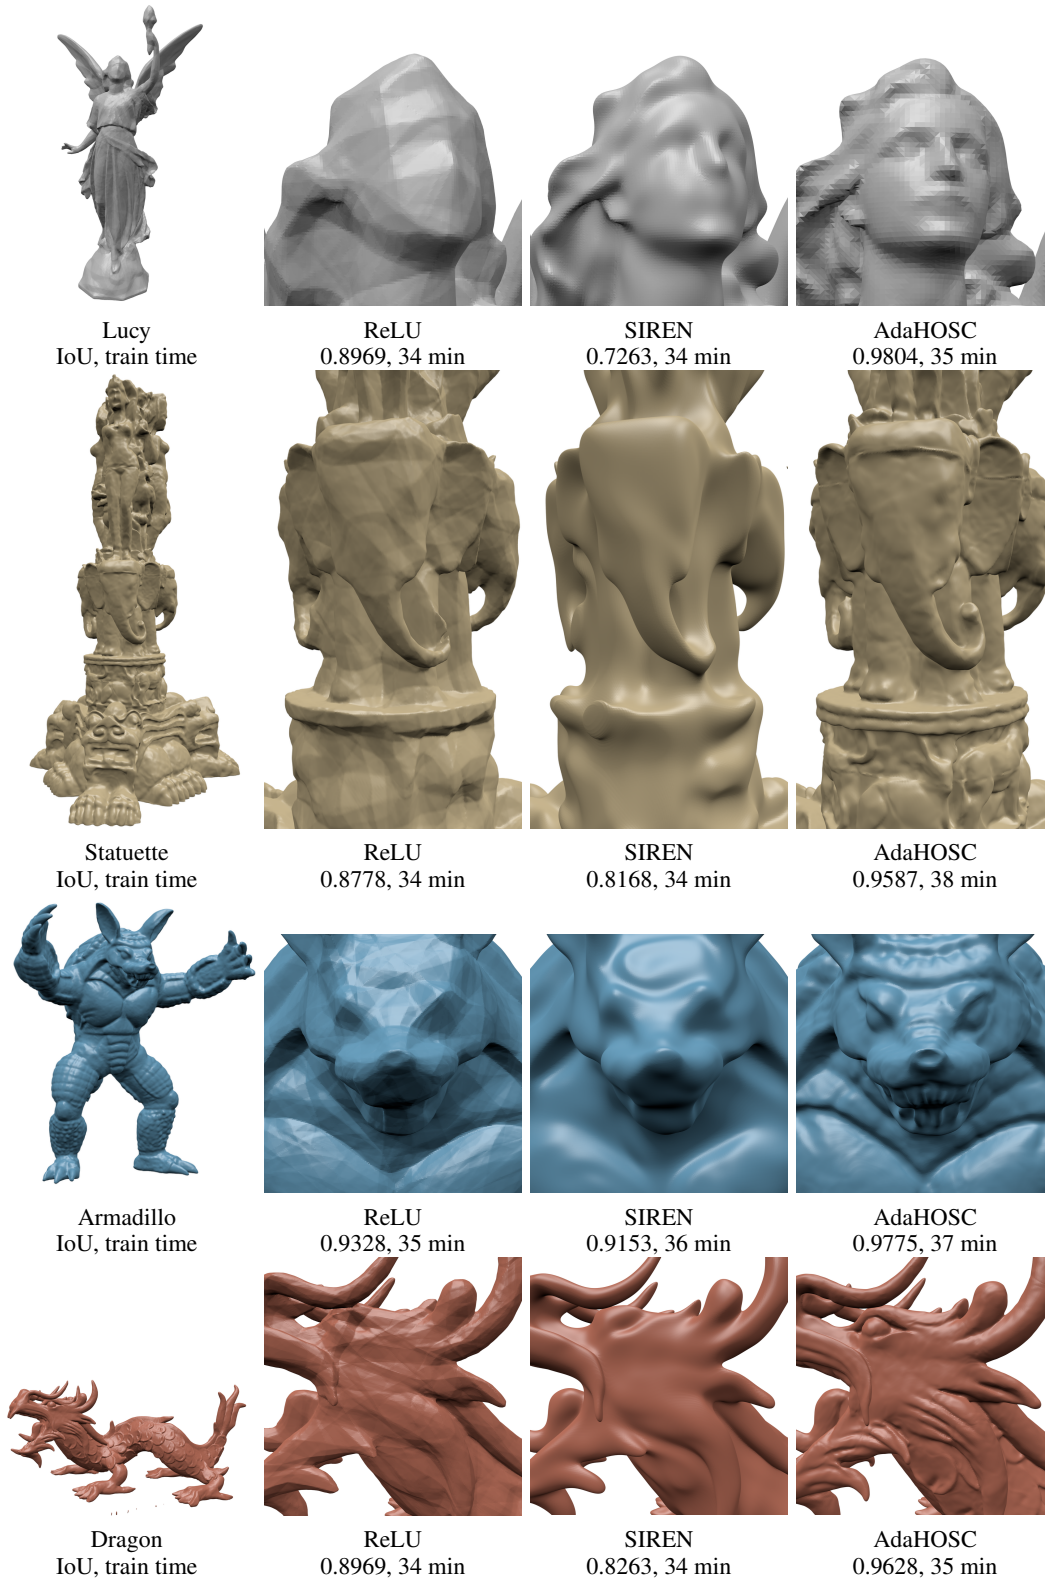 Lucy
IoU, train time
ReLU
0.8969, 34 min
SIREN
0.7263, 34 min
AdaHOSC
0.9804, 35 min
Statuette
IoU, train time
ReLU
0.8778, 34 min
SIREN
0.8168, 34 min
AdaHOSC
0.9587, 38 min
Armadillo
IoU, train time
ReLU
0.9328, 35 min
SIREN
0.9153, 36 min
AdaHOSC
0.9775, 37 min
Dragon
IoU, train time
ReLU
0.8969, 34 min
SIREN
0.8263, 34 min
AdaHOSC
0.9628, 35 min